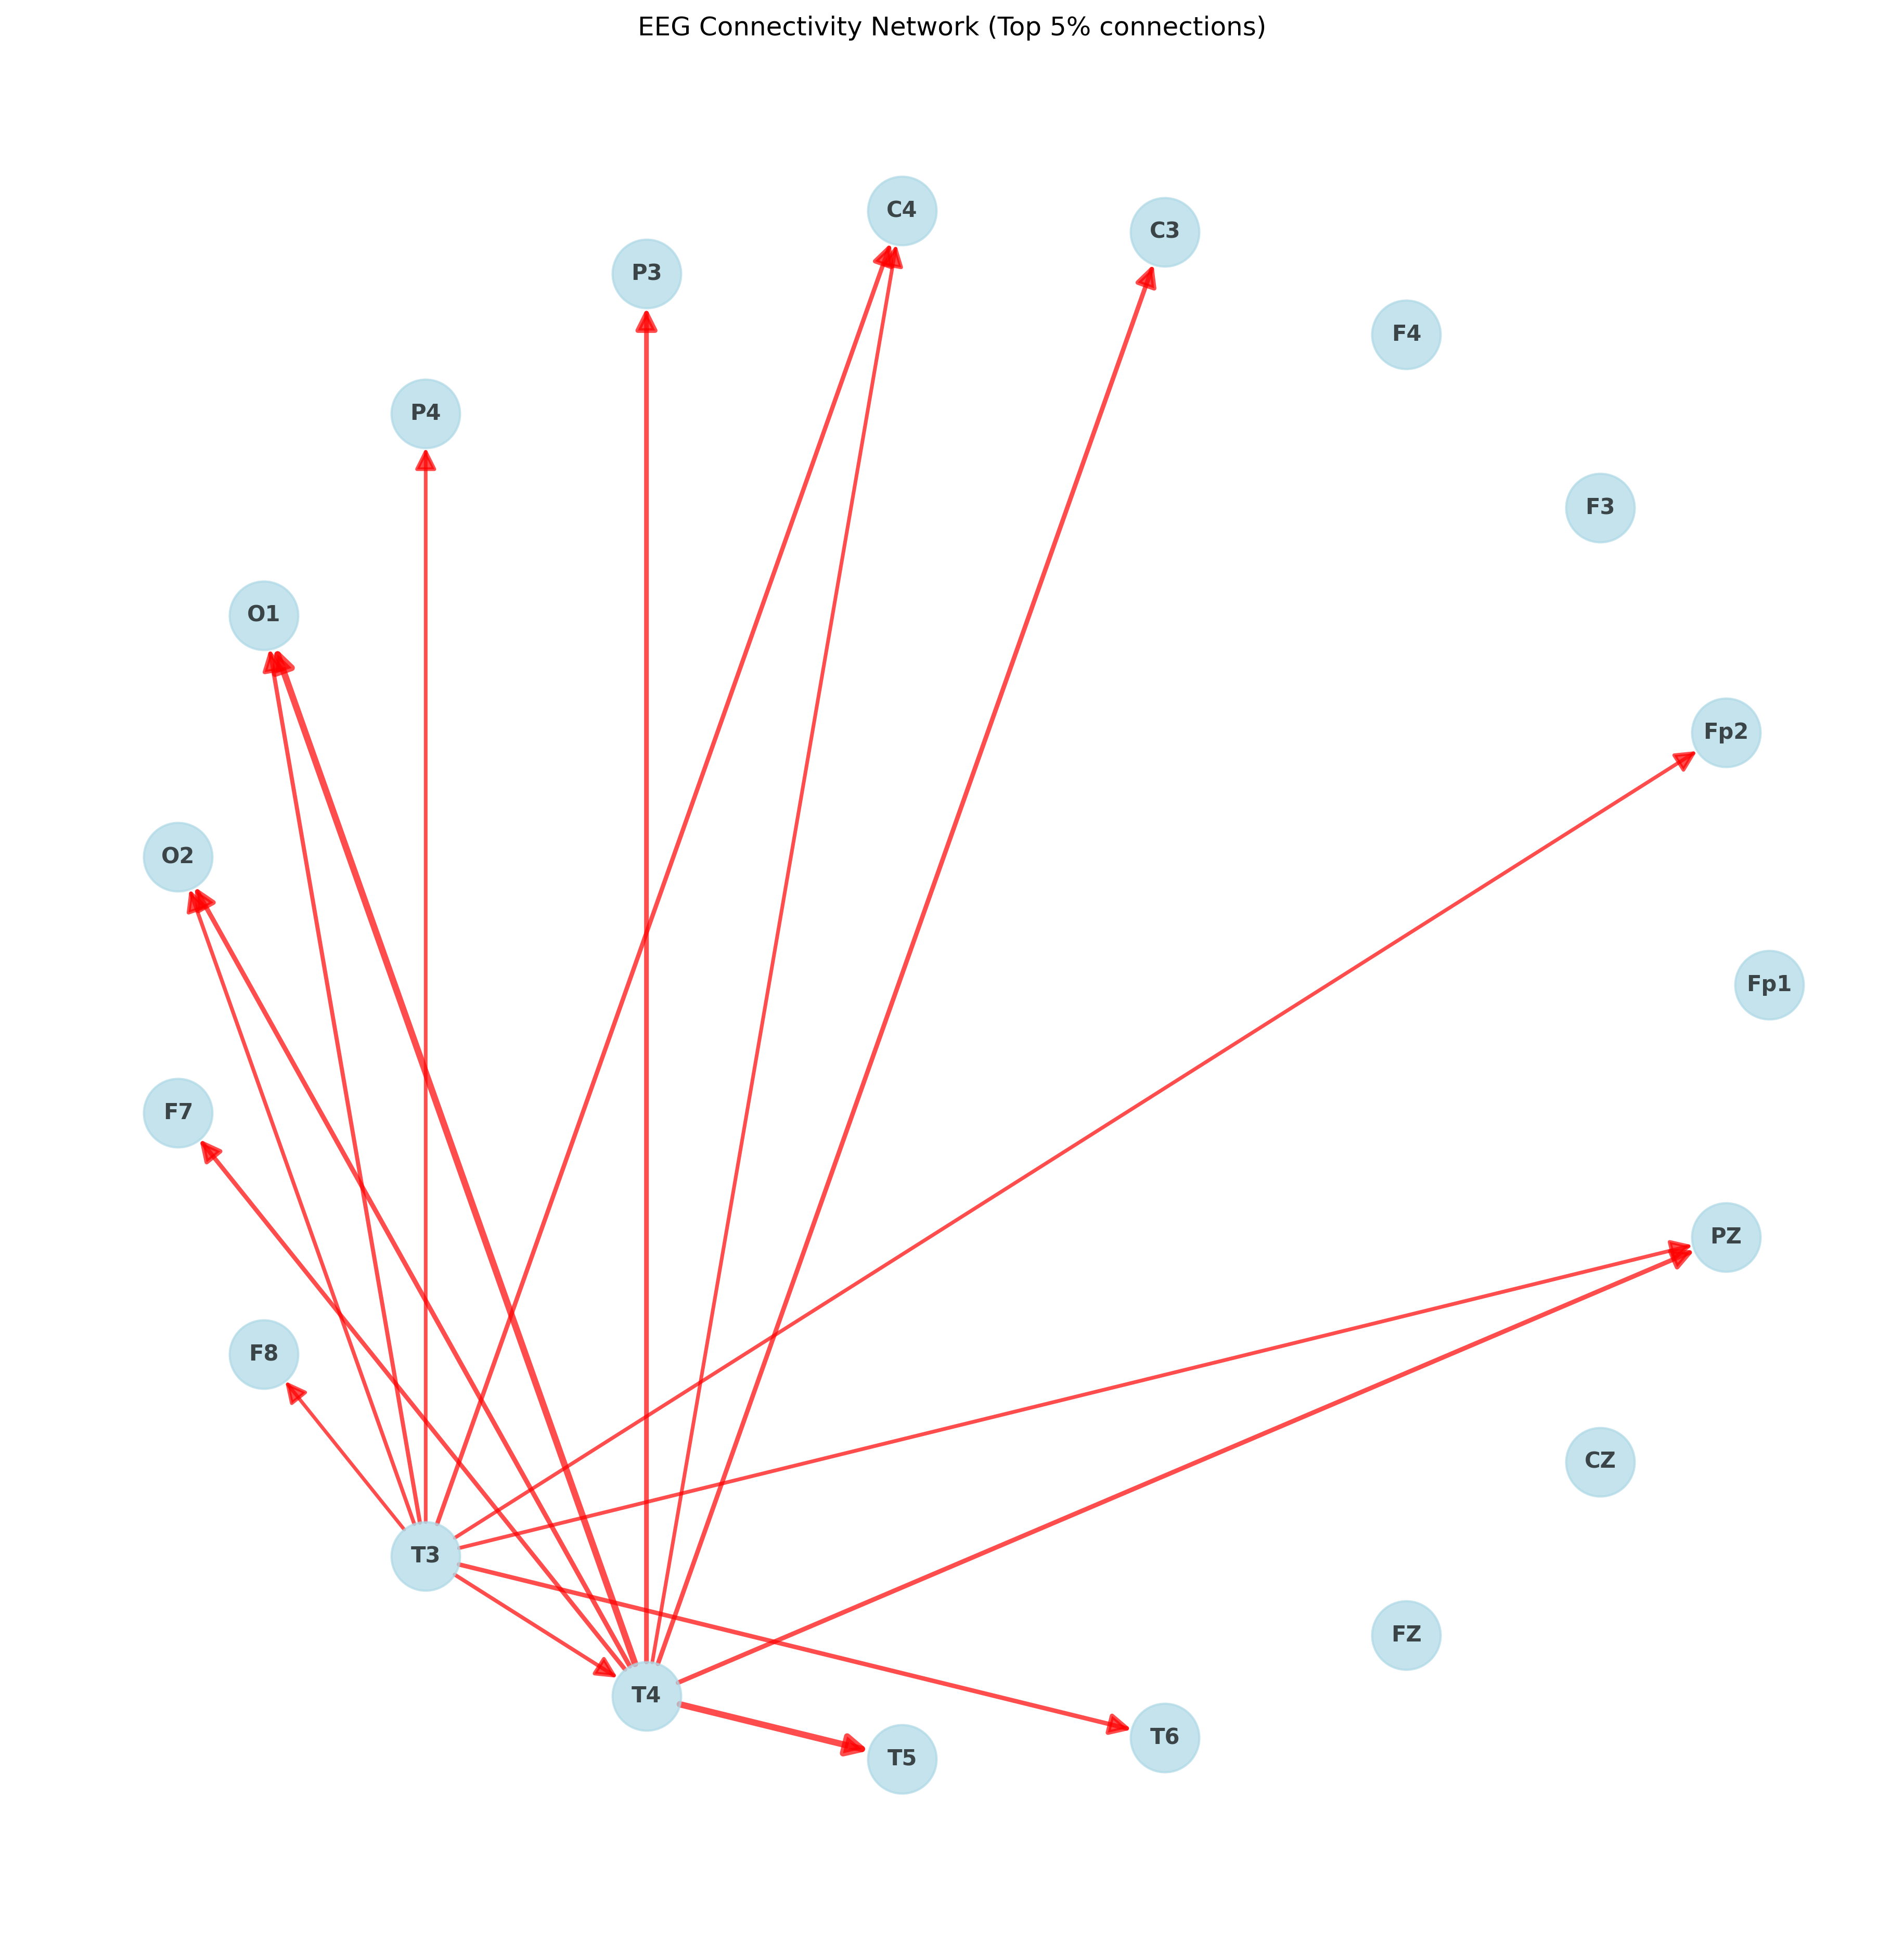 EEG Connectivity Network (Top 5% connections)
C4
C3
P3
F4
P4
F3
O1
Fp2
O2
Fp1
F7
PZ
F8
CZ
T3
FZ
T4
T6
T5